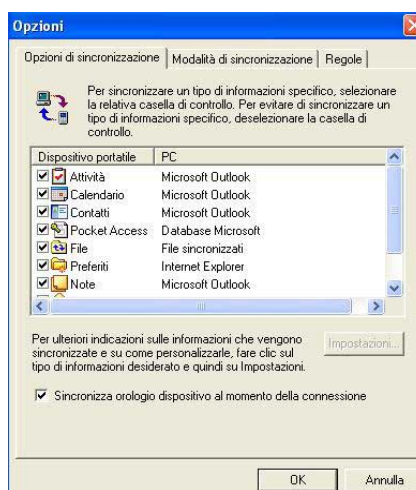 Opzioni
Opzioni di sincronizzazione
Modalità di sincronizzazione
Regole
Per sincronizzare un tipo di informazioni specifico, selezionare
la relativa casella di controllo. Per evitare di sincronizzare un
tipo di informazioni specifico, deselezionare la casella di
controllo.
Dispositivo portatile PC
Attività Microsoft Outlook
Calendario Microsoft Outlook
Contatti Microsoft Outlook
Pocket Access Database Microsoft
File File sincronizzati
Preferiti Internet Explorer
Note Microsoft Outlook
Per ulteriori indicazioni sulle informazioni che vengono
sincronizzate e su come personalizzarle, fare clic sul
tipo di informazioni desiderato e quindi su Impostazioni.
Impostazioni...
Sincronizza orologio dispositivo al momento della connessione
OK
Annulla